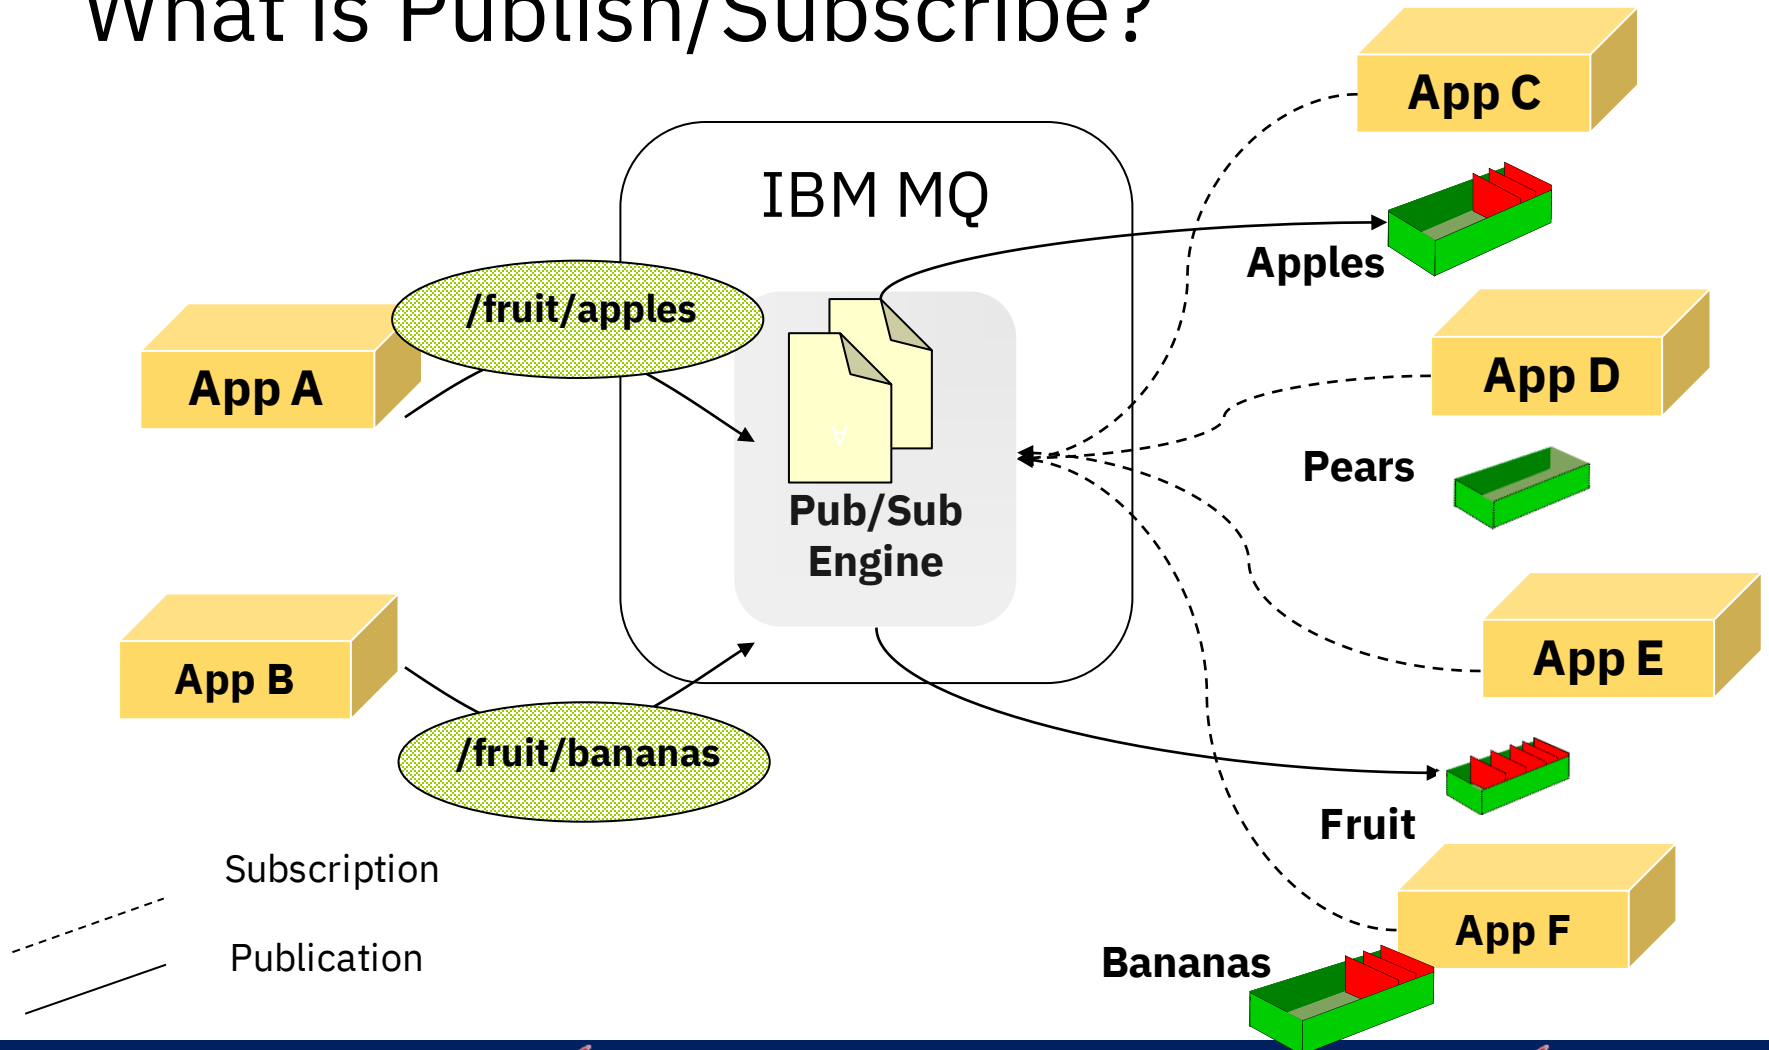 What is Publish/Subscribe?
App C
IBM MQ
Apples
/fruit/apples
App A
App D
Pears
Pub/Sub
Engine
App B
App E
/fruit/bananas
Fruit
Subscription
App F
Publication
Bananas